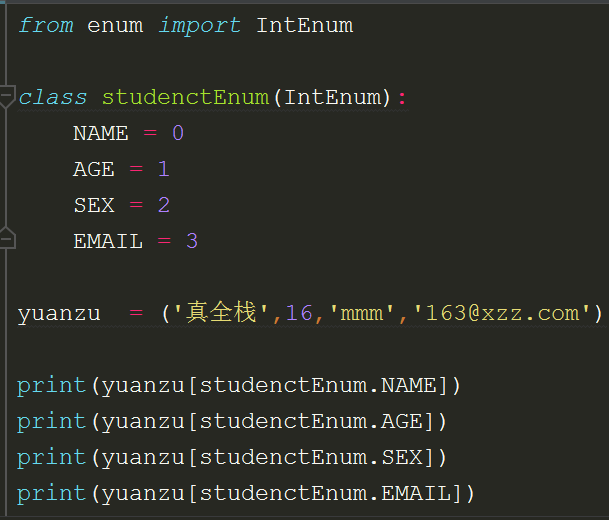 from enum import IntEnum
class studenctEnum(IntEnum):
NAME = 0
AGE = 1
SEX = 2
EMAIL = 3
yuanzu  = ('真全栈',16,'mmm','163@xzz.com')
print(yuanzu[studenctEnum.NAME])
print(yuanzu[studenctEnum.AGE])
print(yuanzu[studenctEnum.SEX])
print(yuanzu[studenctEnum.EMAIL])